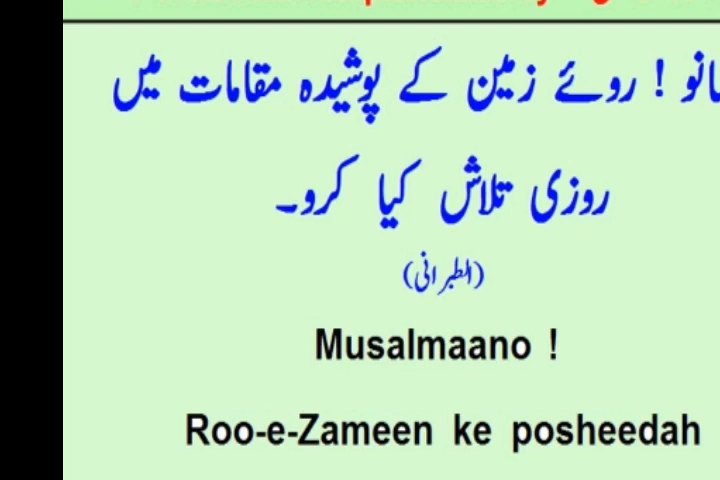 ! روئے زمین کے پوشیدہ مقامات میں
روزی تلاش کیا کرو۔
(الطبرانی)
Musalmaano !
Roo-e-Zameen ke posheedah